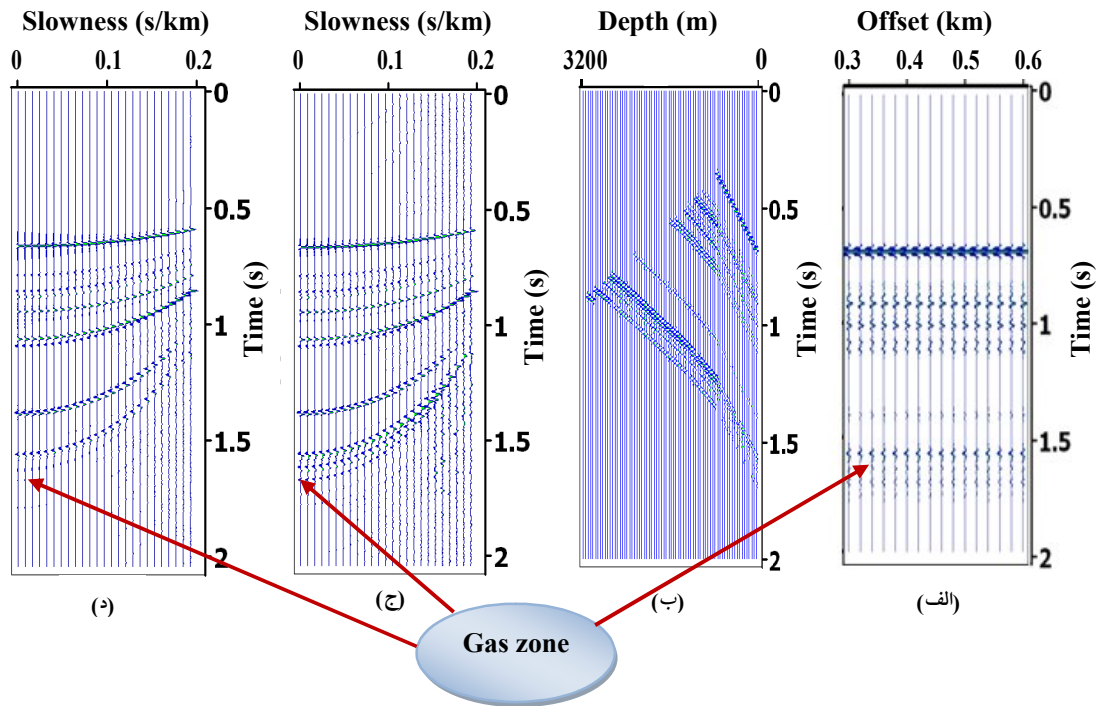 Slowness (s/km)
0 0.1 0.2
0
0.5
1
1.5
2
Time (s)
(د)
Slowness (s/km)
0 0.1 0.2
0
0.5
1
1.5
2
Time (s)
(ج)
Depth (m)
3200 0
0
0.5
1
1.5
2
Time (s)
(ب)
Offset (km)
0.3 0.4 0.5 0.6
0
0.5
1
1.5
2
Time (s)
(الف)
Gas zone